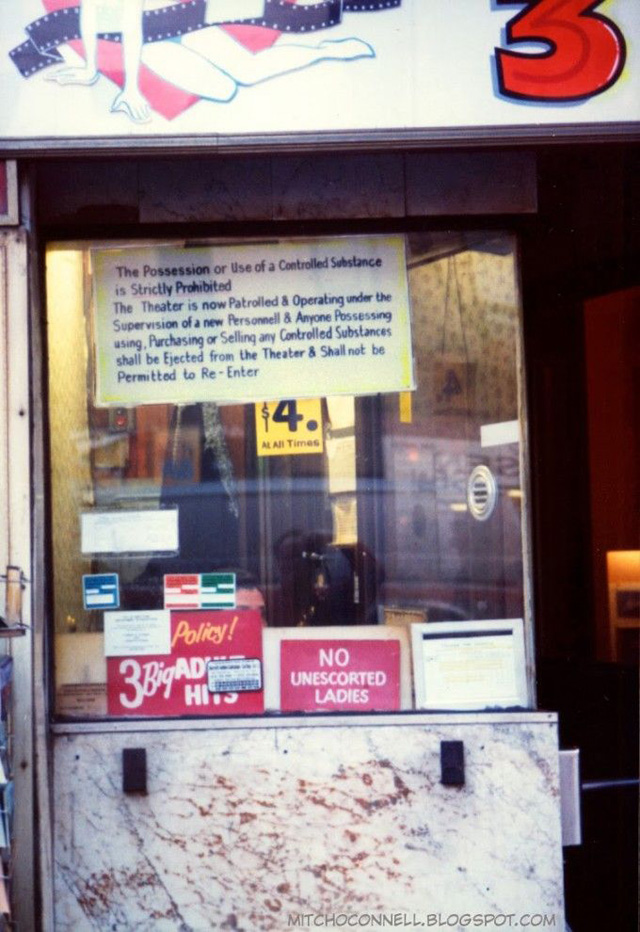 3
The Possession or Use of a Controlled Substance
is Strictly Prohibited
The Theater is now Patrolled & Operating under the
Supervision of a new Personnell & Anyone Possessing
using, Purchasing or Selling any Controlled Substances
shall be Ejected from the Theater & Shall not be
Permitted to Re-Enter
$4.
At All Times
Policy!
3 Big ADULT
HITS
NO
UNESCORTED
LADIES
MITCHOCONNELL.BLOGSPOT.COM